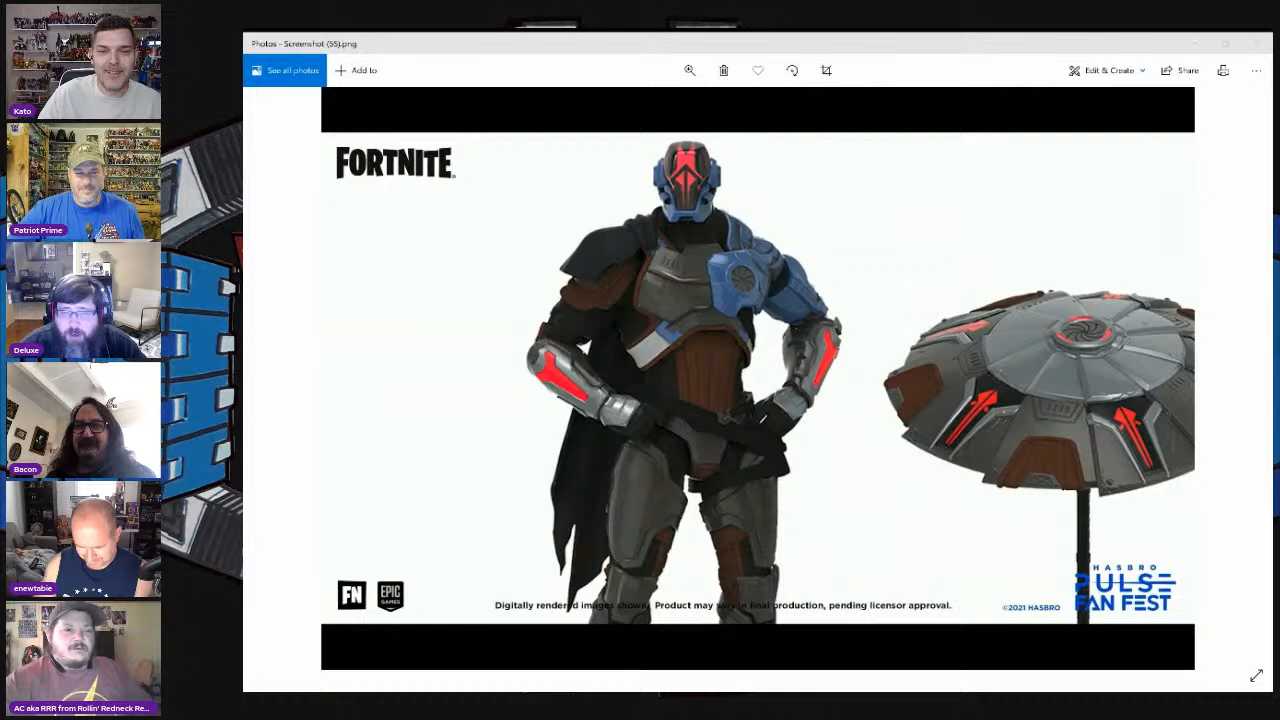 Photos - Screenshot (55).png
See all photos
Add to
Edit & Create
Share
Kato
Patriot Prime
Deluxe
Bacon
enewtabie
AC aka RRR from Rollin' Redneck Re...
FORTNITE
FN
EPIC
GAMES
Digitally rendered images shown. Product may vary in final production, pending licensor approval.
©2021 HASBRO
HASBRO
PULSE
FAN FEST